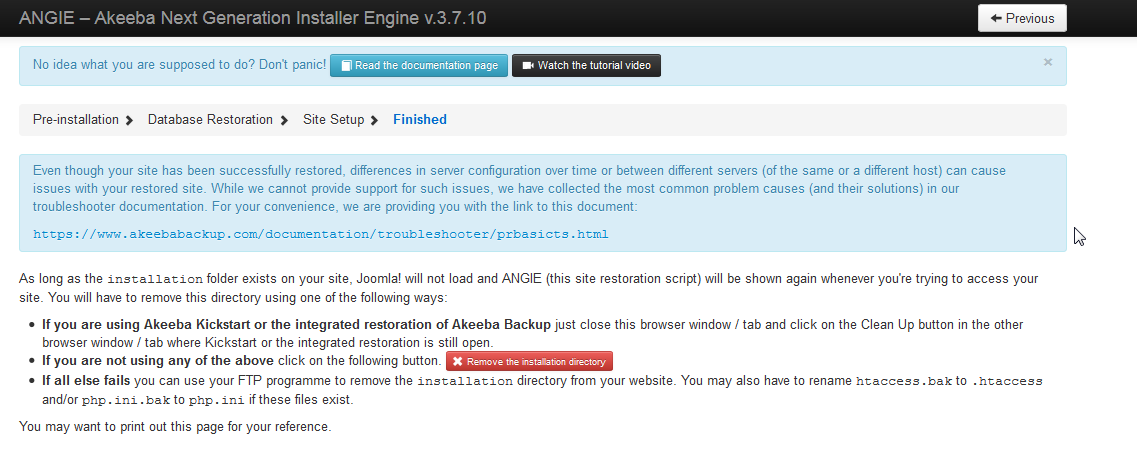 ANGIE – Akeeba Next Generation Installer Engine v.3.7.10
Previous
No idea what you are supposed to do? Don't panic! Read the documentation page Watch the tutorial video ×
Pre-installation Database Restoration Site Setup Finished
Even though your site has been successfully restored, differences in server configuration over time or between different servers (of the same or a different host) can cause
issues with your restored site. While we cannot provide support for such issues, we have collected the most common problem causes (and their solutions) in our
troubleshooter documentation. For your convenience, we are providing you with the link to this document:
https://www.akeebabackup.com/documentation/troubleshooter/prbasicts.html
As long as the installation folder exists on your site, Joomla! will not load and ANGIE (this site restoration script) will be shown again whenever you're trying to access your
site. You will have to remove this directory using one of the following ways:
• If you are using Akeeba Kickstart or the integrated restoration of Akeeba Backup just close this browser window / tab and click on the Clean Up button in the other
browser window / tab where Kickstart or the integrated restoration is still open.
• If you are not using any of the above click on the following button. Remove the installation directory
• If all else fails you can use your FTP programme to remove the installation directory from your website. You may also have to rename htaccess.bak to .htaccess
and/or php.ini.bak to php.ini if these files exist.
You may want to print out this page for your reference.